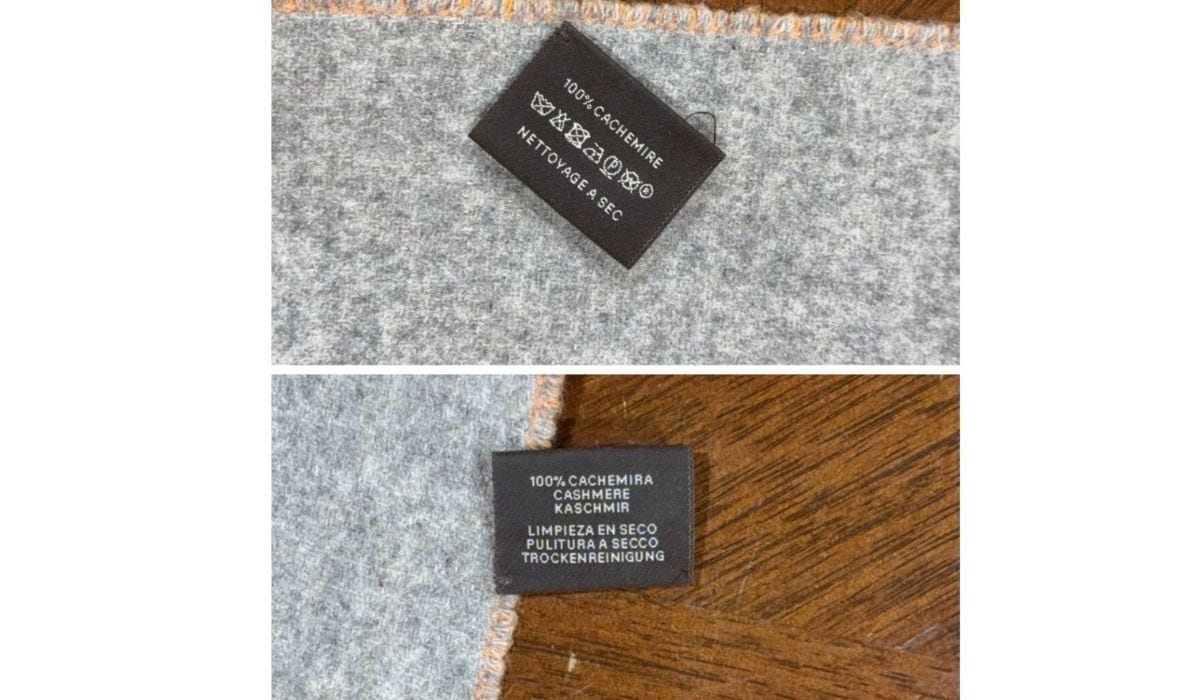 100% CACHEMIRE
P ®
NETTOYAGE A SEC
100% CACHEMIRA
CASHMERE
KASCHMIR
LIMPIEZA EN SECO
PULITURA A SECCO
TROCKENREINIGUNG